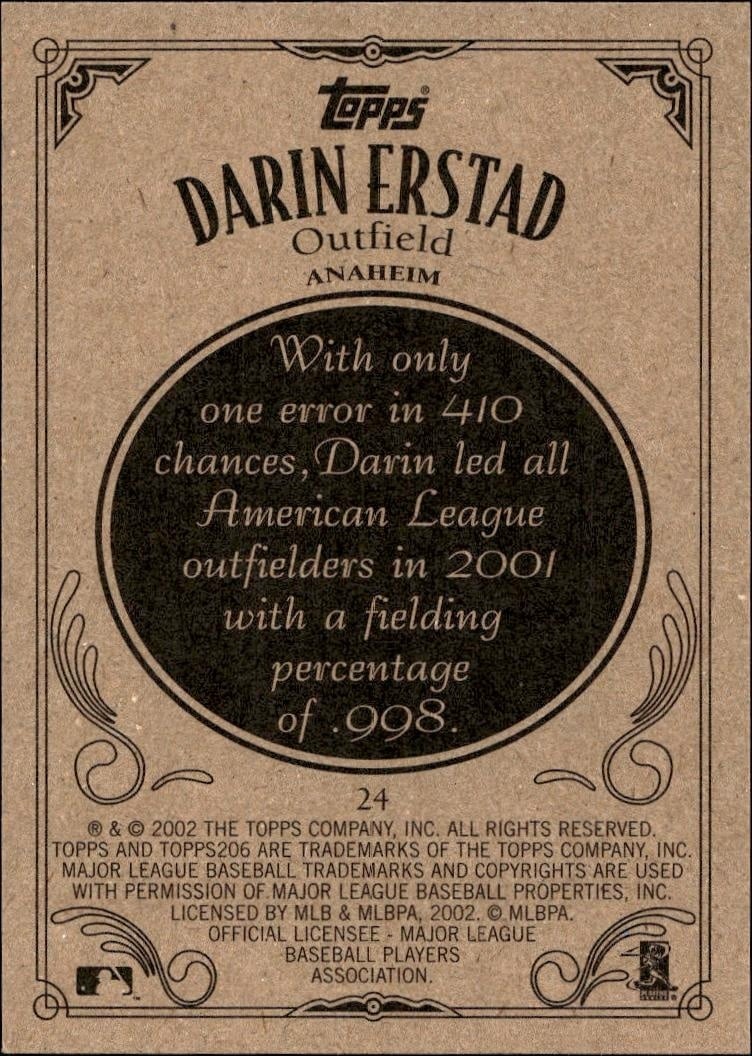 Topps®
DARIN ERSTAD
Outfield
ANAHEIM
With only
one error in 410
chances, Darin led all
American League
outfielders in 2001
with a fielding
percentage
of .998.
24
® & © 2002 THE TOPPS COMPANY, INC. ALL RIGHTS RESERVED.
TOPPS AND TOPPS206 ARE TRADEMARKS OF THE TOPPS COMPANY, INC.
MAJOR LEAGUE BASEBALL TRADEMARKS AND COPYRIGHTS ARE USED
WITH PERMISSION OF MAJOR LEAGUE BASEBALL PROPERTIES, INC.
LICENSED BY MLB & MLBPA, 2002. © MLBPA.
OFFICIAL LICENSEE - MAJOR LEAGUE
BASEBALL PLAYERS
ASSOCIATION.